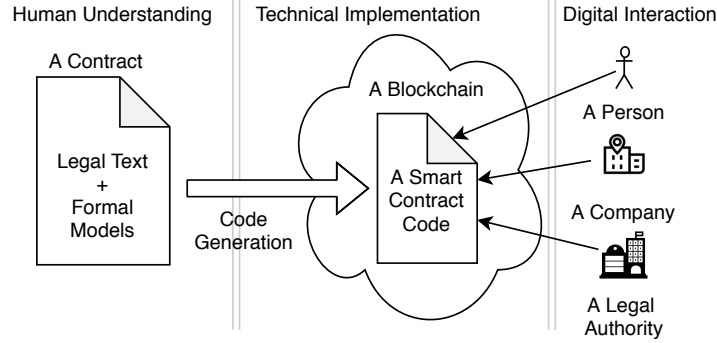 Human Understanding
Technical Implementation
Digital Interaction
A Contract
Legal Text
+
Formal
Models
Code
Generation
A Blockchain
A Smart
Contract
Code
A Person
A Company
A Legal
Authority